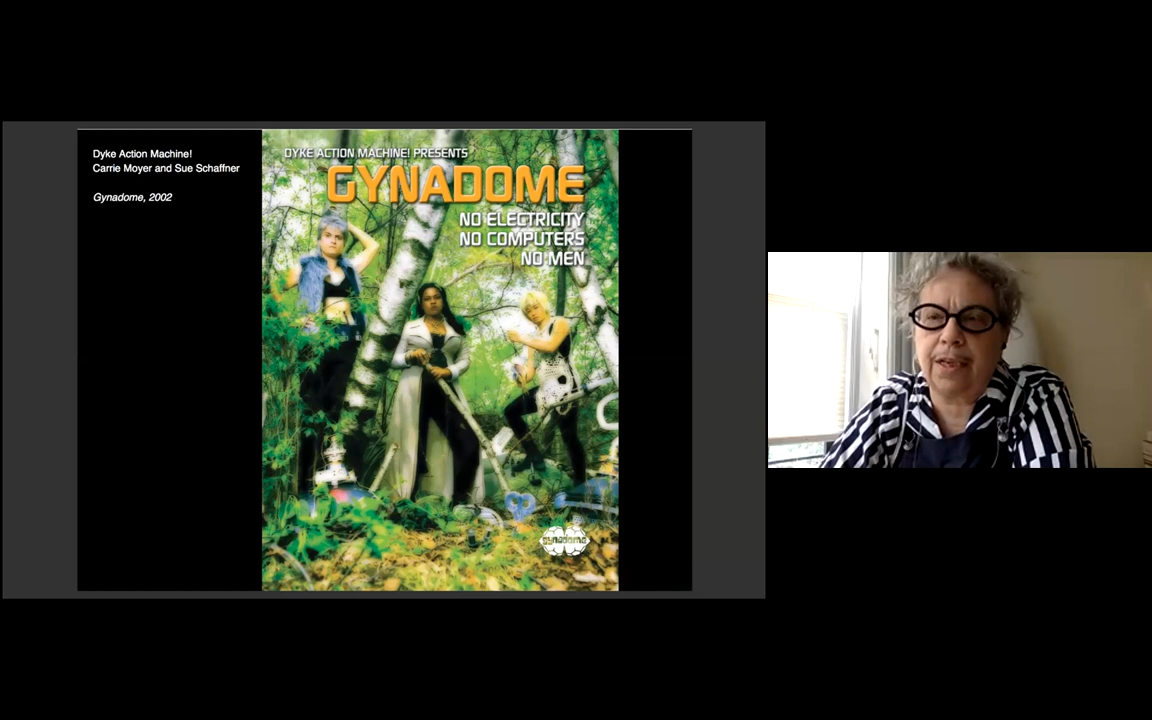 Dyke Action Machine!
Carrie Moyer and Sue Schaffner
Gynadome, 2002
DYKE ACTION MACHINE! PRESENTS
GYNADOME
NO ELECTRICITY
NO COMPUTERS
NO MEN
gynadome